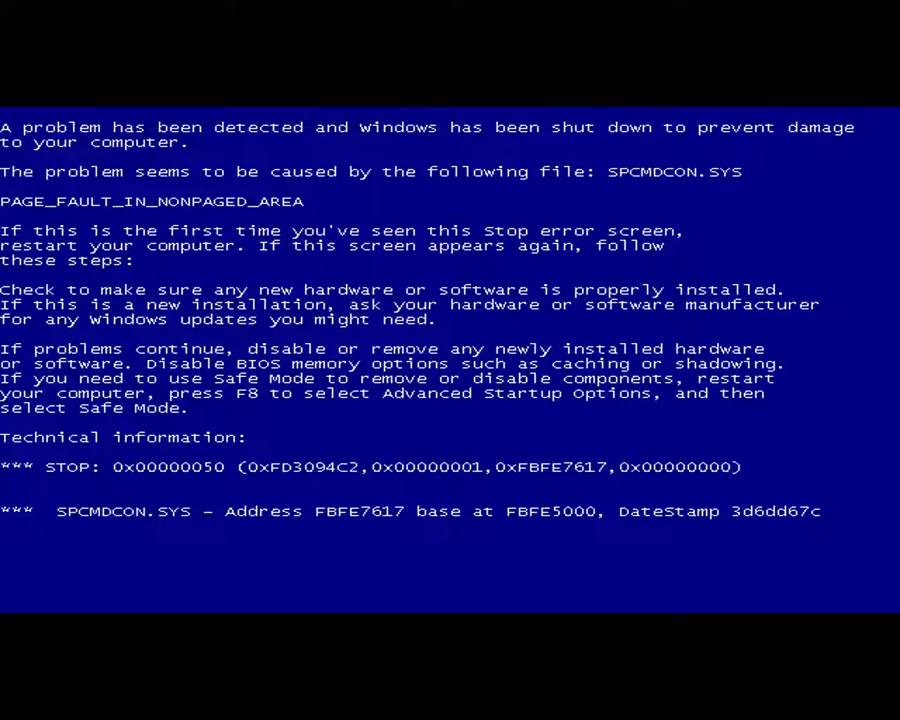 A problem has been detected and Windows has been shut down to prevent damage
to your computer.
The problem seems to be caused by the following file: SPCMDCON.SYS
PAGE_FAULT_IN_NONPAGED_AREA
If this is the first time you've seen this Stop error screen,
restart your computer. If this screen appears again, follow
these steps:
Check to make sure any new hardware or software is properly installed.
If this is a new installation, ask your hardware or software manufacturer
for any Windows updates you might need.
If problems continue, disable or remove any newly installed hardware
or software. Disable BIOS memory options such as caching or shadowing.
If you need to use Safe Mode to remove or disable components, restart
your computer, press F8 to select Advanced Startup Options, and then
select Safe Mode.
Technical information:
*** STOP: 0x00000050 (0xFD3094C2,0x00000001,0xFBFE7617,0x00000000)
***  SPCMDCON.SYS - Address FBFE7617 base at FBFE5000, DateStamp 3d6dd67c